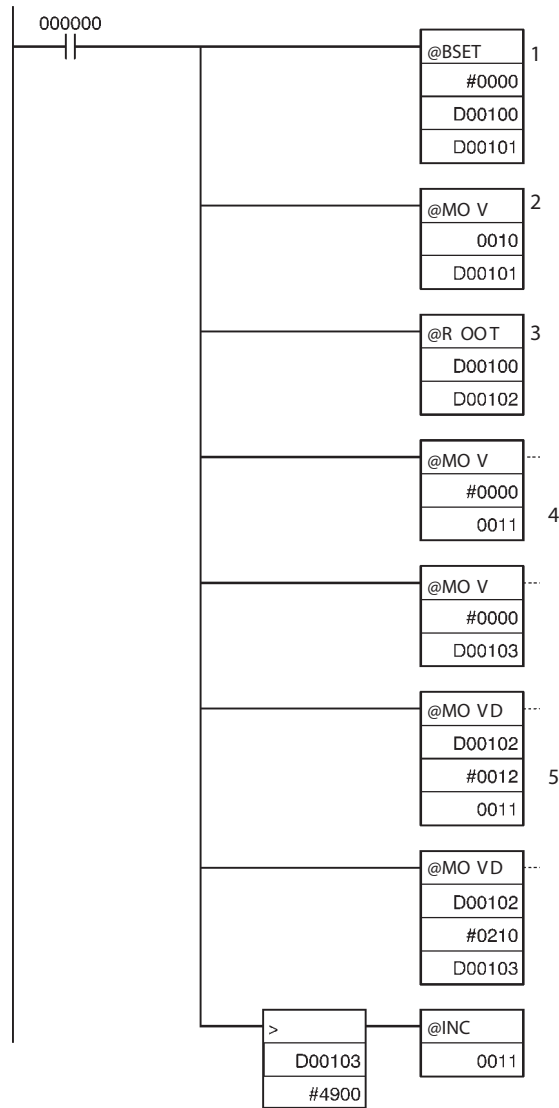 000000
@BSET 1
#0000
D00100
D00101
@MO V 2
0010
D00101
@R OOT 3
D00100
D00102
@MO V
#0000
0011 4
@MO V
#0000
D00103
@MO VD
D00102
#0012 5
0011
@MO VD
D00102
#0210
D00103
> @INC
D00103 0011
#4900